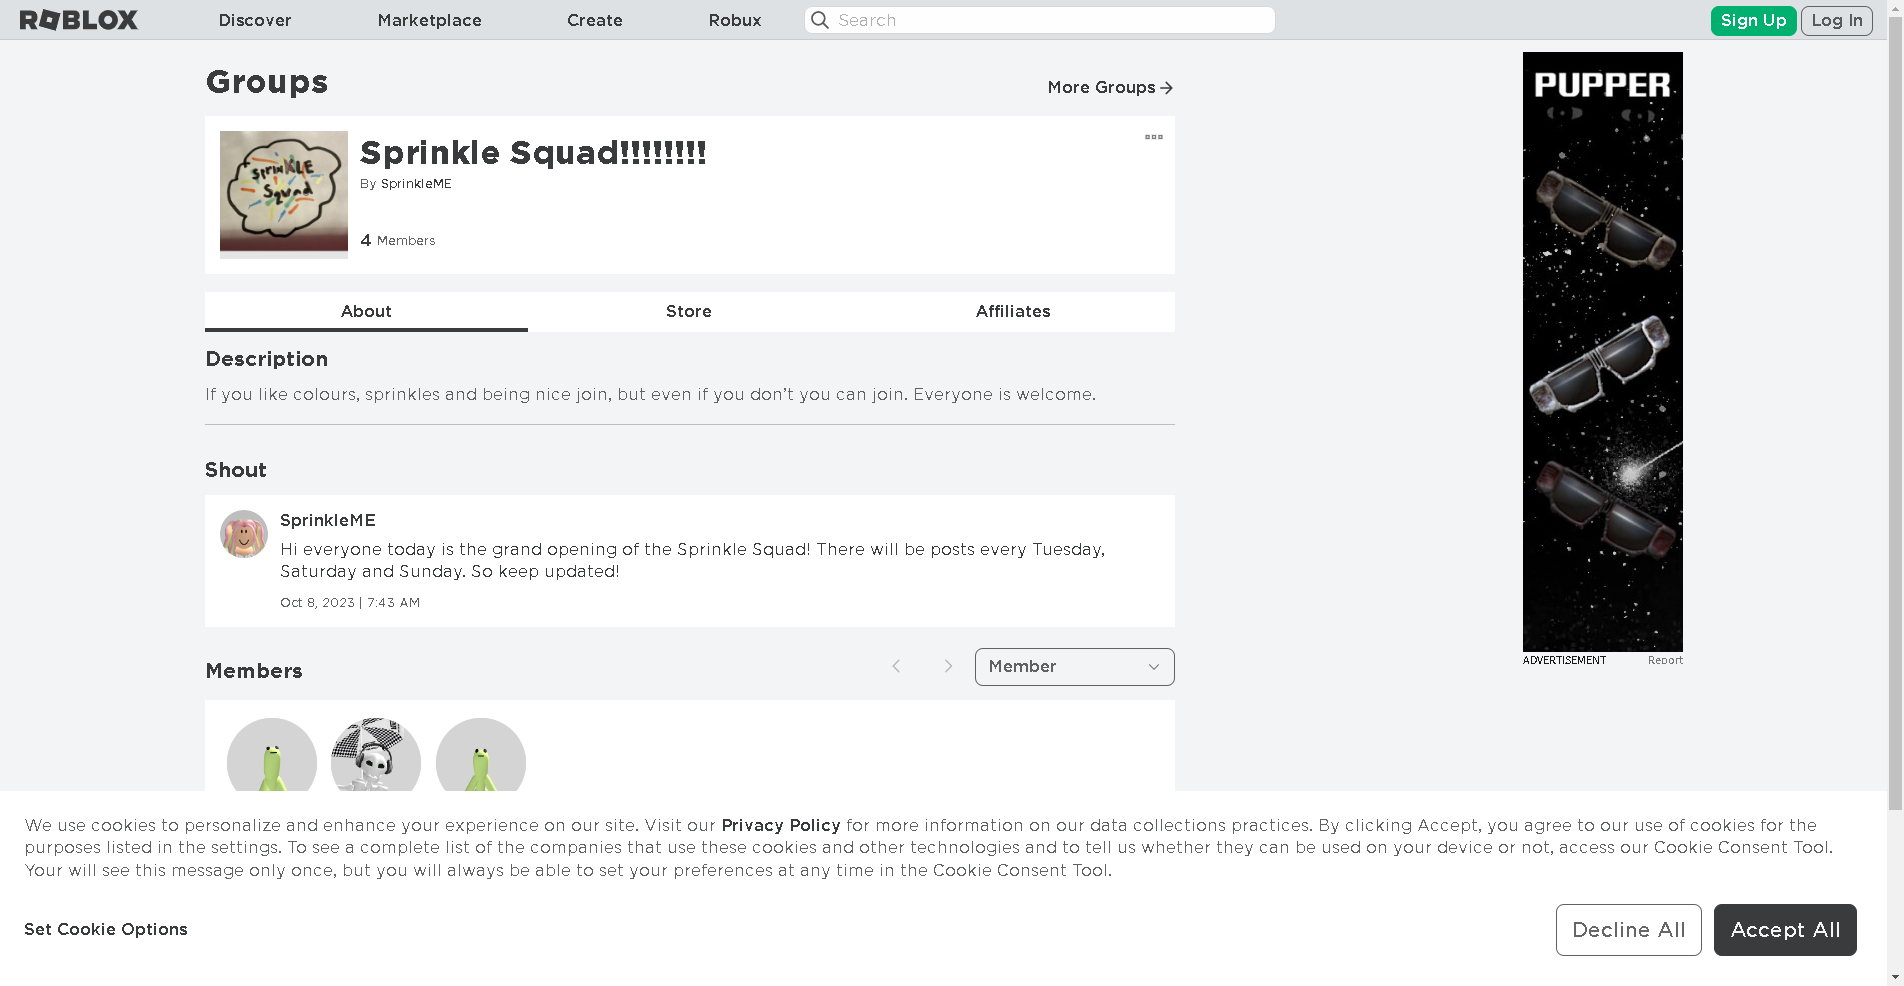 ROBLOX Discover Marketplace Create Robux Search Sign Up Log In
Groups
More Groups
Sprinkle Squad!!!!!!!!
By SprinkleME
4 Members
SprinKLE
Squad
About Store Affiliates
Description
If you like colours, sprinkles and being nice join, but even if you don’t you can join. Everyone is welcome.
Shout
SprinkleME
Hi everyone today is the grand opening of the Sprinkle Squad! There will be posts every Tuesday,
Saturday and Sunday. So keep updated!
Oct 8, 2023 | 7:43 AM
Members
Member
PUPPER
ADVERTISEMENT Report
We use cookies to personalize and enhance your experience on our site. Visit our Privacy Policy for more information on our data collections practices. By clicking Accept, you agree to our use of cookies for the
purposes listed in the settings. To see a complete list of the companies that use these cookies and other technologies and to tell us whether they can be used on your device or not, access our Cookie Consent Tool.
Your will see this message only once, but you will always be able to set your preferences at any time in the Cookie Consent Tool.
Set Cookie Options
Decline All Accept All